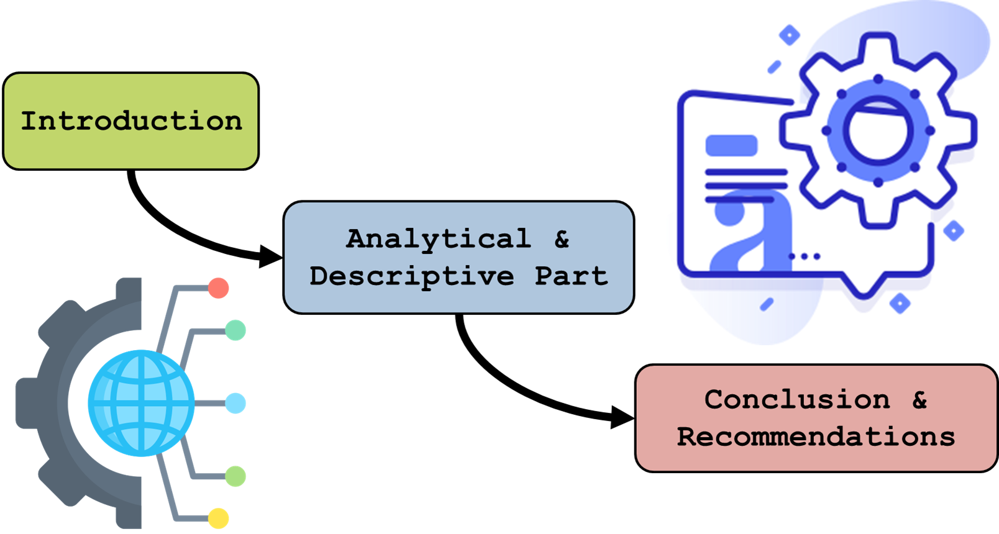 Introduction
Analytical &
Descriptive Part
a
Conclusion &
Recommendations